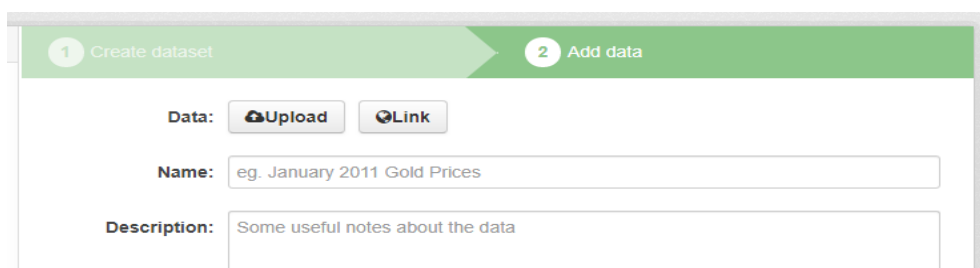 1 Create dataset 2 Add data
Data: Upload Link
Name: eg. January 2011 Gold Prices
Description: Some useful notes about the data